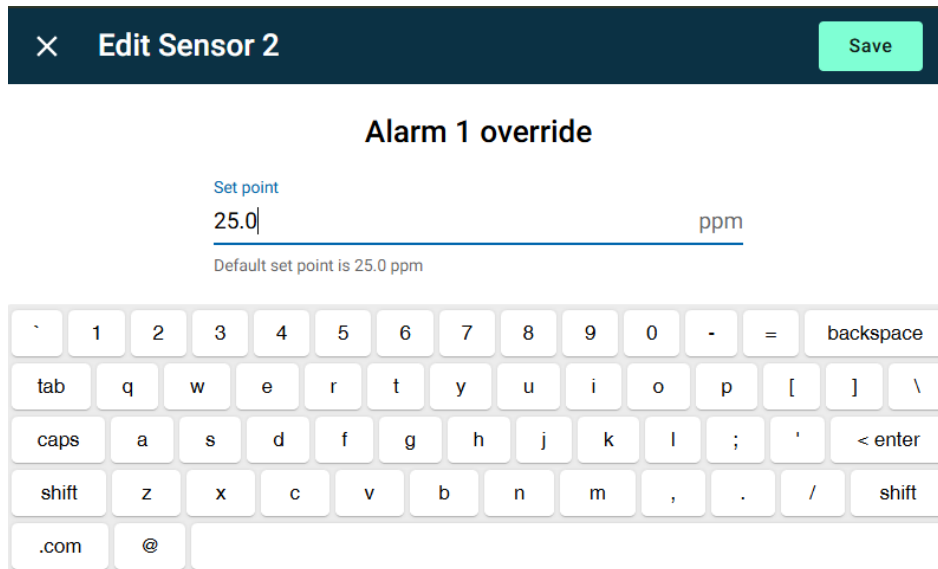 × Edit Sensor 2 Save
Alarm 1 override
Set point
25.0 ppm
Default set point is 25.0 ppm
` 1 2 3 4 5 6 7 8 9 0 - = backspace
tab q w e r t y u i o p [ ] \
caps a s d f g h j k l ; ' < enter
shift z x c v b n m , . / shift
.com @